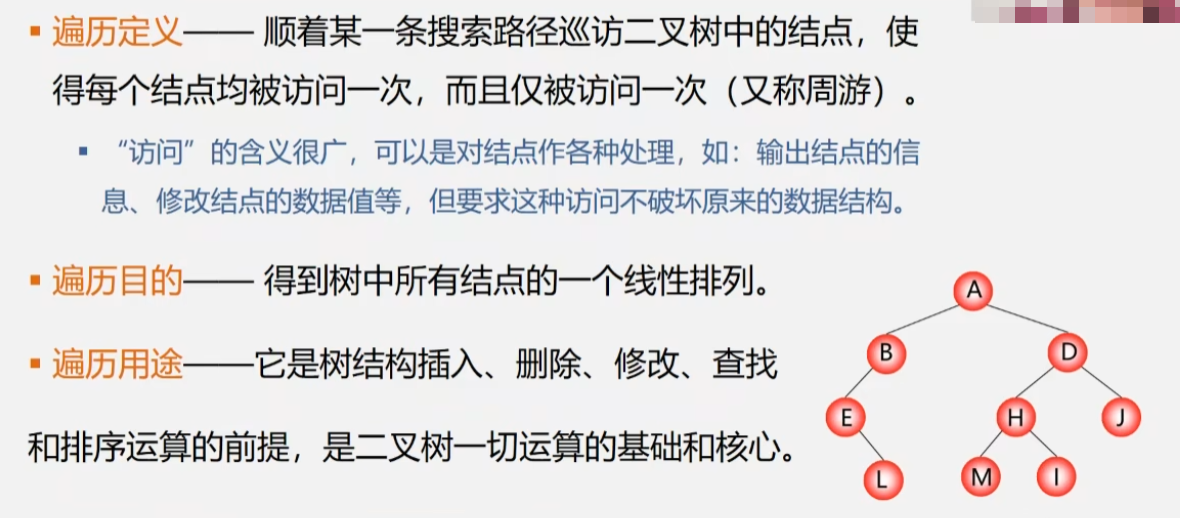 ▪ 遍历定义—— 顺着某一条搜索路径巡访二叉树中的结点，使
得每个结点均被访问一次，而且仅被访问一次（又称周游）。
▪ “访问”的含义很广，可以是对结点作各种处理，如：输出结点的信
息、修改结点的数据值等，但要求这种访问不破坏原来的数据结构。
▪ 遍历目的—— 得到树中所有结点的一个线性排列。
▪ 遍历用途——它是树结构插入、删除、修改、查找
和排序运算的前提，是二叉树一切运算的基础和核心。
A
B D
E H J
L M I